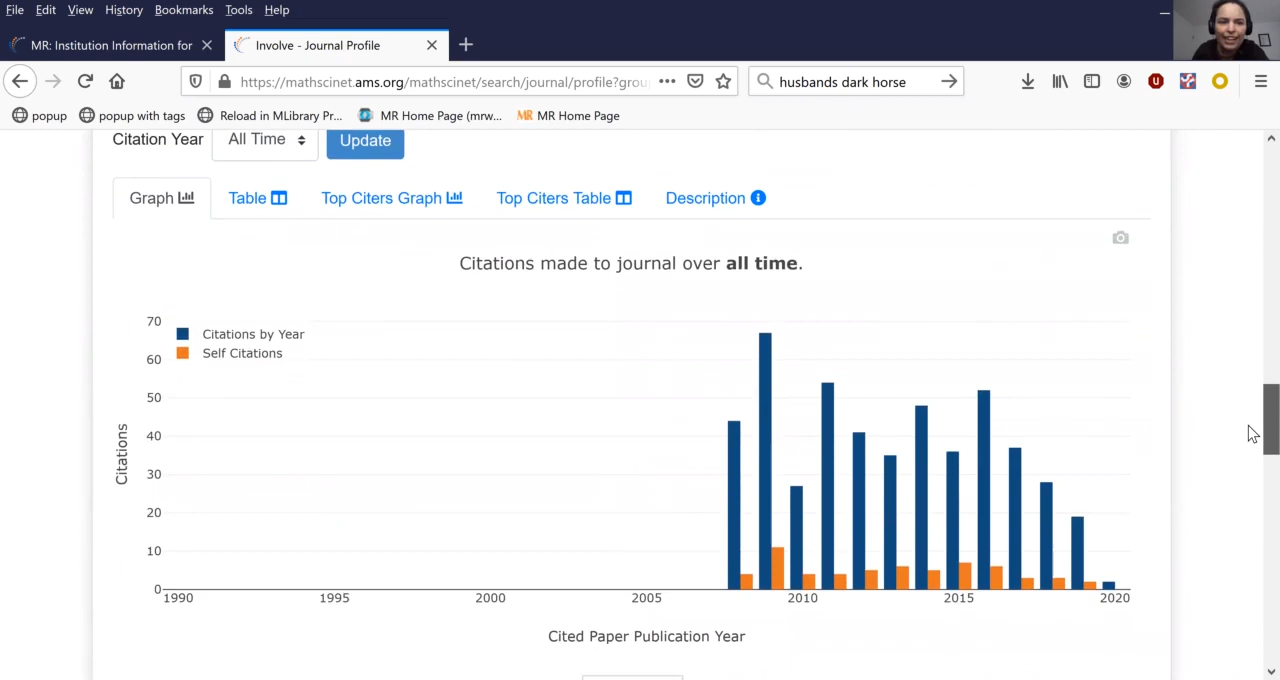 File Edit View History Bookmarks Tools Help
MR: Institution Information for
Involve - Journal Profile
https://mathscinet.ams.org/mathscinet/search/journal/profile?grou
husbands dark horse
popup
popup with tags
Reload in MLibrary Pr...
MR Home Page (mrw...
MR Home Page
Citation Year
All Time
Update
Graph
Table
Top Citers Graph
Top Citers Table
Description
Citations made to journal over all time.
70
60
50
40
30
20
10
0
Citations by Year
Self Citations
Citations
1990 1995 2000 2005 2010 2015 2020
Cited Paper Publication Year